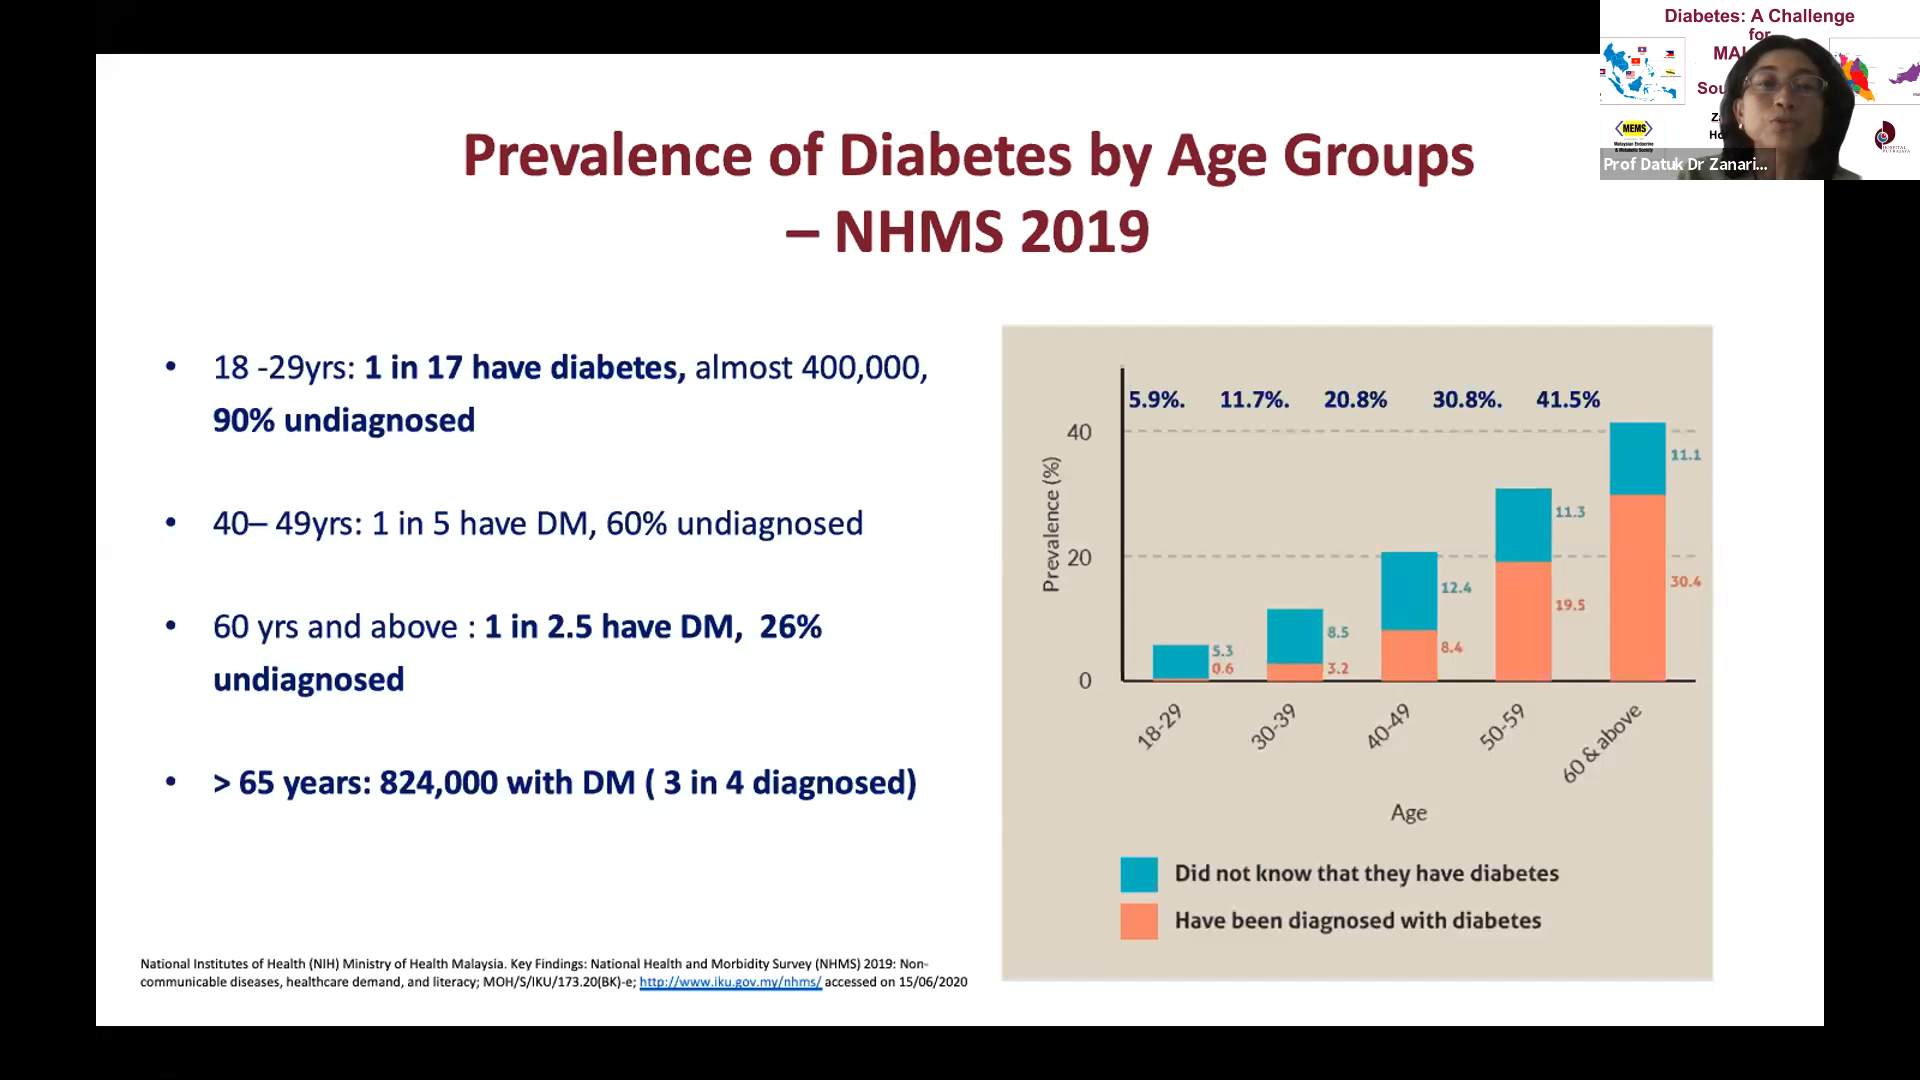 Diabetes: A Challenge
for
MEMS
Malaysian Endocrine
& Metabolic Society
HOSPITAL
PUTRAJAYA
Prof Datuk Dr Zanari...
Prevalence of Diabetes by Age Groups
– NHMS 2019
• 18 -29yrs: 1 in 17 have diabetes, almost 400,000,
90% undiagnosed
• 40– 49yrs: 1 in 5 have DM, 60% undiagnosed
• 60 yrs and above : 1 in 2.5 have DM, 26%
undiagnosed
• > 65 years: 824,000 with DM ( 3 in 4 diagnosed)
5.9%. 11.7%. 20.8% 30.8%. 41.5%
Prevalence (%)
40
20
0
5.3
0.6
8.5
3.2
12.4
8.4
11.3
19.5
11.1
30.4
18-29
30-39
40-49
50-59
60 & above
Age
Did not know that they have diabetes
Have been diagnosed with diabetes
National Institutes of Health (NIH) Ministry of Health Malaysia. Key Findings: National Health and Morbidity Survey (NHMS) 2019: Non-
communicable diseases, healthcare demand, and literacy; MOH/S/IKU/173.20(BK)-e; http://www.iku.gov.my/nhms/ accessed on 15/06/2020